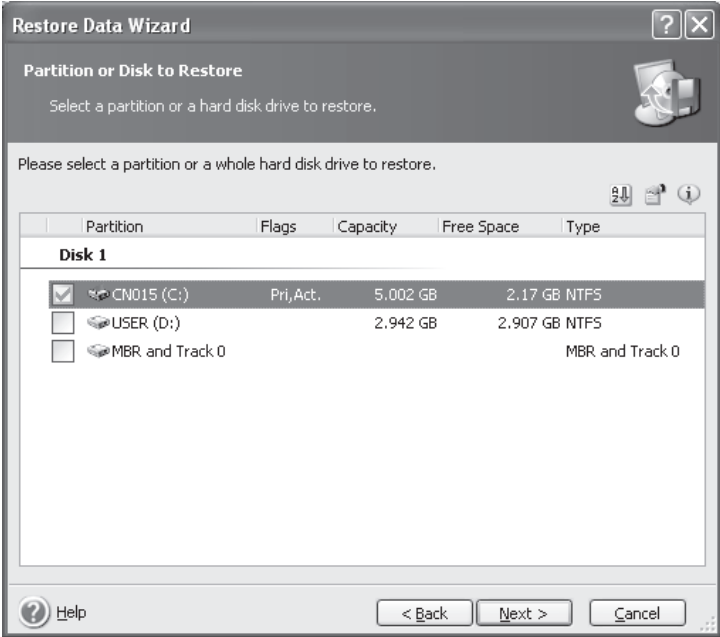 Restore Data Wizard
Partition or Disk to Restore
Select a partition or a hard disk drive to restore.
Please select a partition or a whole hard disk drive to restore.
Partition Flags Capacity Free Space Type
Disk 1
CN015 (C:) Pri,Act. 5.002 GB 2.17 GB NTFS
USER (D:) 2.942 GB 2.907 GB NTFS
MBR and Track 0 MBR and Track 0
Help < Back Next > Cancel